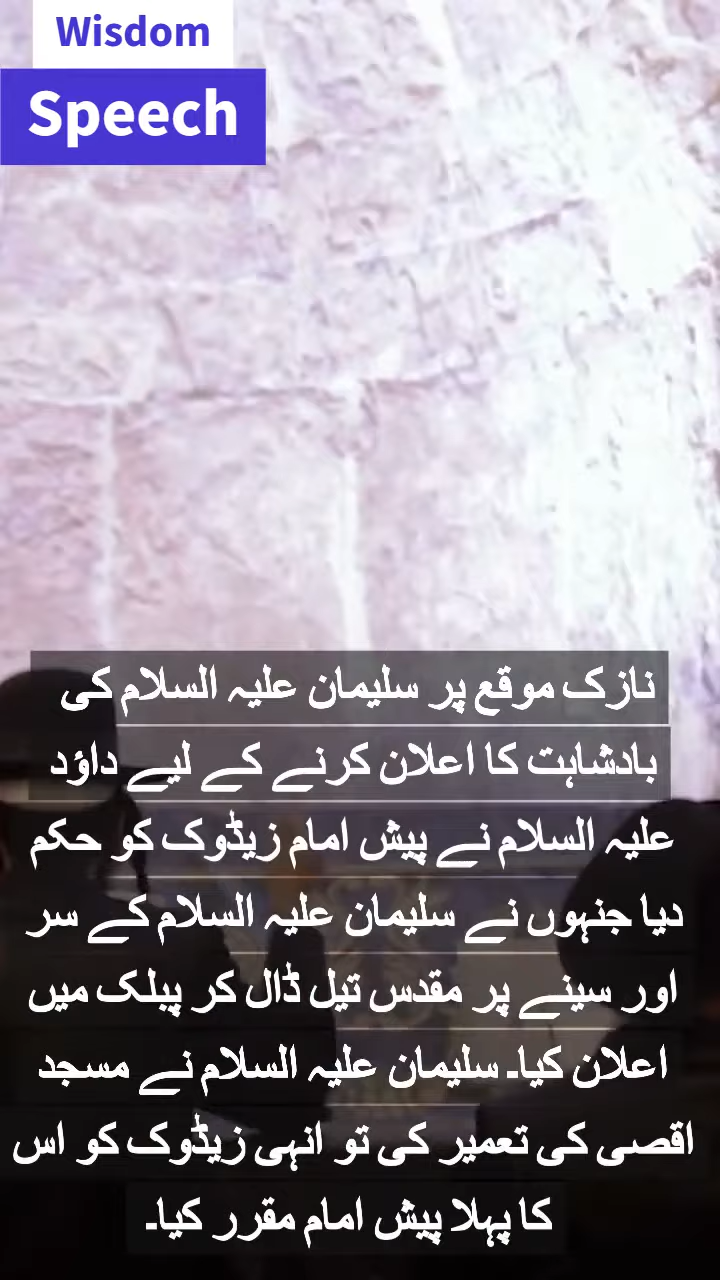 Wisdom
Speech
نازک موقع پر سلیمان علیہ السلام کی
بادشاہت کا اعلان کرنے کے لیے داؤد
علیہ السلام نے پیش امام زیڈوک کو حکم
دیا جنہوں نے سلیمان علیہ السلام کے سر
اور سینے پر مقدس تیل ڈال کر پبلک میں
اعلان کیا۔ سلیمان علیہ السلام نے مسجد
اقصی کی تعمیر کی تو انہی زیڈوک کو اس
کا پہلا پیش امام مقرر کیا۔